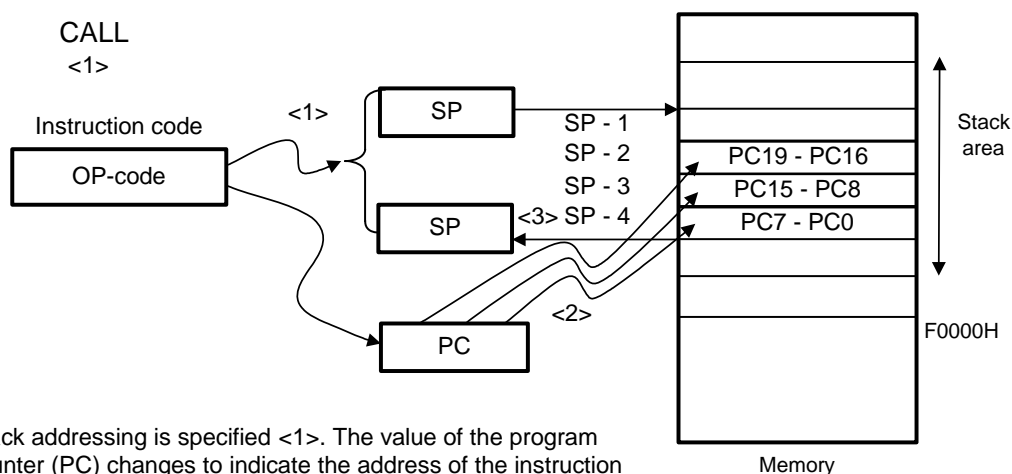 CALL
<1>
<1>
SP
Instruction code
OP-code
SP - 1
SP - 2
SP - 3
<3> SP - 4
SP
PC19 - PC16
PC15 - PC8
PC7 - PC0
Stack
area
<2>
PC
F0000H
addressing is specified <1>. The value of the program
(PC) changes to indicate the address of the instruction
Memory